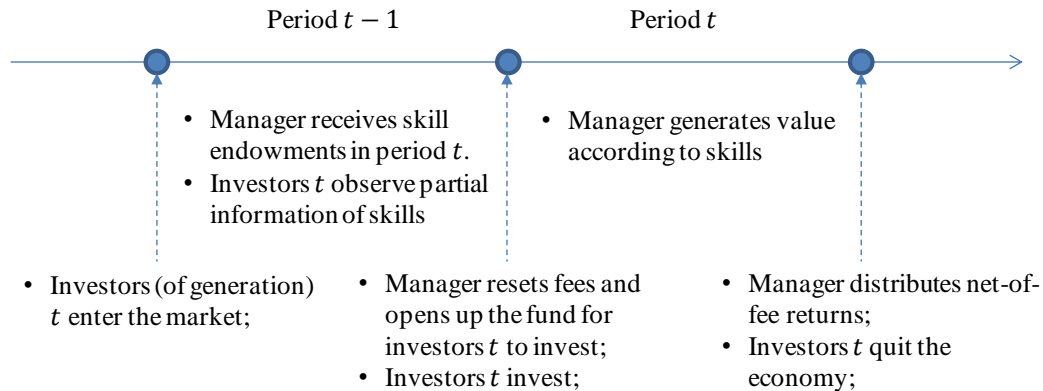 Period t − 1
Period t
• Manager receives skill
endowments in period t.
• Investors t observe partial
information of skills
• Manager generates value
according to skills
• Investors (of generation)
t enter the market;
• Manager resets fees and
opens up the fund for
investors t to invest;
• Investors t invest;
• Manager distributes net-of-
fee returns;
• Investors t quit the
economy;